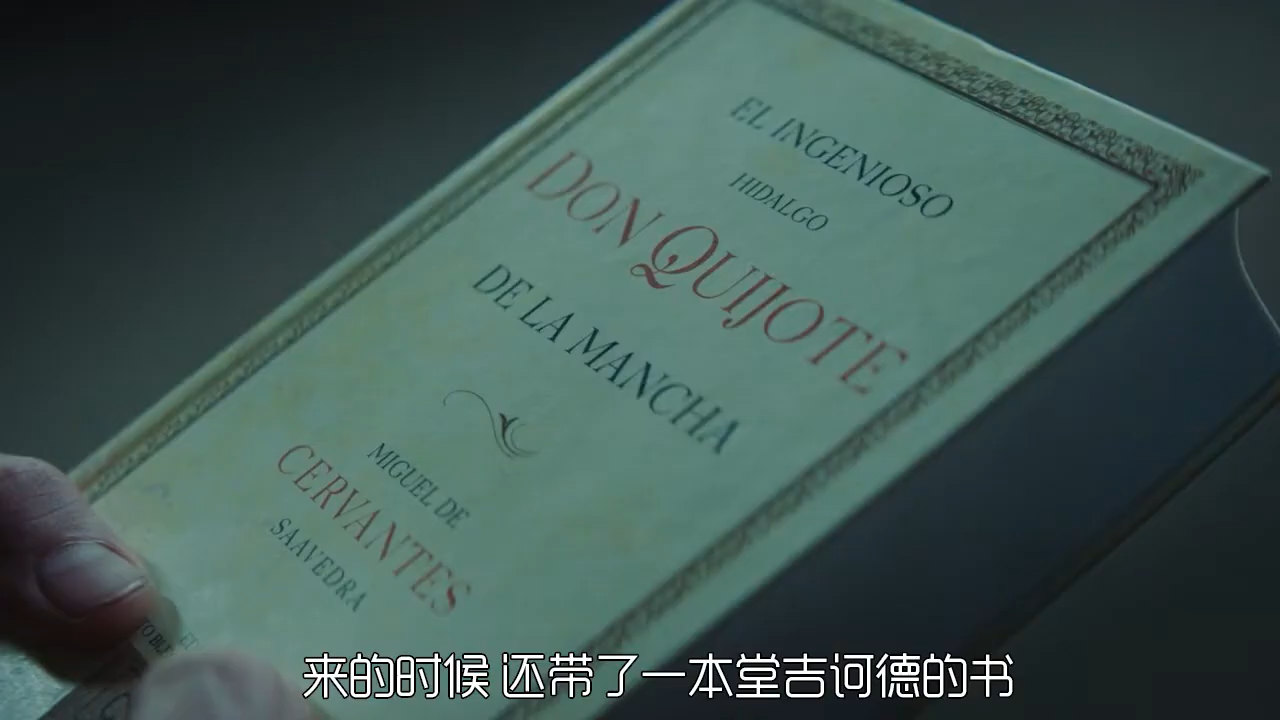 EL INGENIOSO
HIDALGO
DON QUIJOTE
DE LA MANCHA
MIGUEL DE
CERVANTES
SAAVEDRA
来的时候 还带了一本堂吉诃德的书